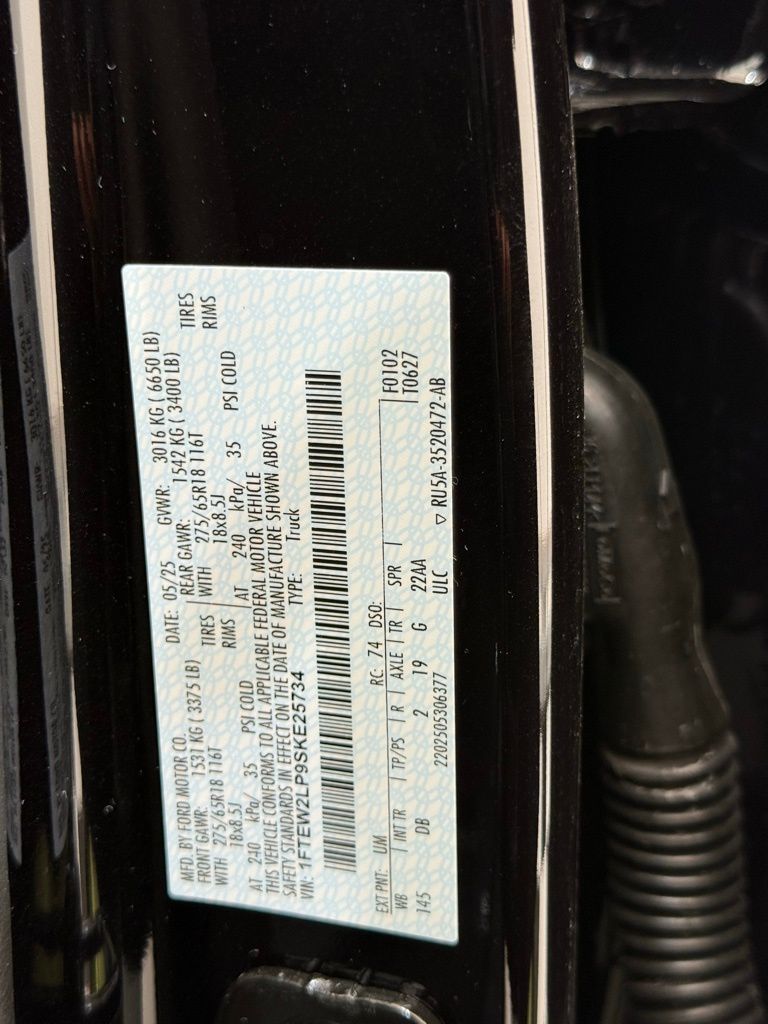 MFD. BY FORD MOTOR CO.
DATE: 05/25 GVWR: 3016 KG ( 6650 LB)
FRONT GAWR: 1531 KG ( 3375 LB) REAR GAWR: 1542 KG ( 3400 LB)
WITH 275/65R18 116T TIRES WITH 275/65R18 116T TIRES
18x8.5J RIMS 18x8.5J RIMS
AT 240 kPa/ 35 PSI COLD AT 240 kPa/ 35 PSI COLD
THIS VEHICLE CONFORMS TO ALL APPLICABLE FEDERAL MOTOR VEHICLE
SAFETY STANDARDS IN EFFECT ON THE DATE OF MANUFACTURE SHOWN ABOVE.
VIN: 1FTEW2LP9SKE25734 TYPE: Truck
EXT PNT: UM RC: 74 DSO: F0102
WB INT TR TP/PS R AXLE TR SPR T0627
145 DB 2 19 G 22AA
2202505306377 ULC ▽ RU5A-3520472-AB